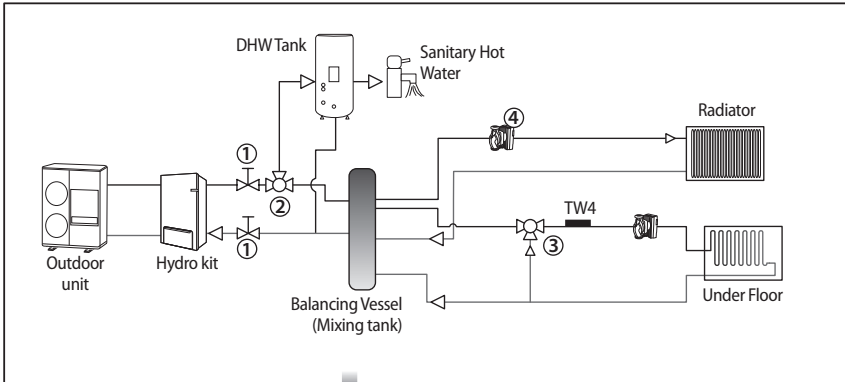 DHW Tank
Sanitary Hot
Water
④
Radiator
①
②
TW4
③
①
Outdoor
unit
Hydro kit
Balancing Vessel
(Mixing tank)
Under Floor